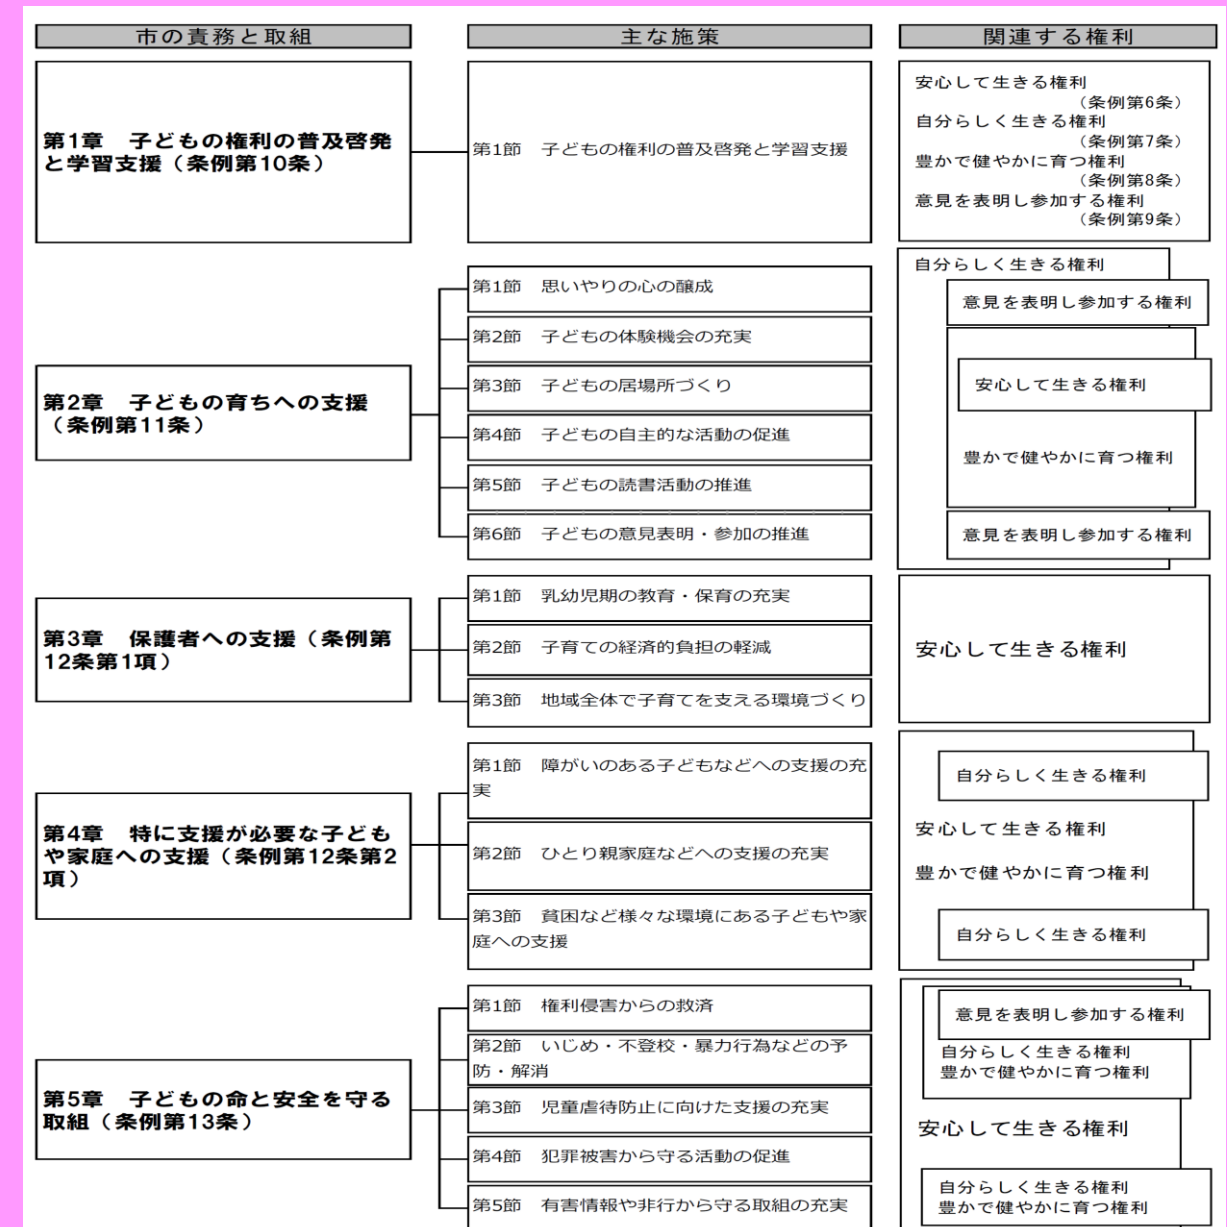 市の責務と取組
主な施策
関連する権利
第1章　子どもの権利の普及啓発
と学習支援（条例第10条）
第1節　子どもの権利の普及啓発と学習支援
安心して生きる権利
（条例第6条）
自分らしく生きる権利
（条例第7条）
豊かで健やかに育つ権利
（条例第8条）
意見を表明し参加する権利
（条例第9条）
第2章　子どもの育ちへの支援
（条例第11条）
第1節　思いやりの心の醸成
第2節　子どもの体験機会の充実
第3節　子どもの居場所づくり
第4節　子どもの自主的な活動の促進
第5節　子どもの読書活動の推進
第6節　子どもの意見表明・参加の推進
自分らしく生きる権利
意見を表明し参加する権利
安心して生きる権利
豊かで健やかに育つ権利
意見を表明し参加する権利
第3章　保護者への支援（条例第
12条第1項）
第1節　乳幼児期の教育・保育の充実
第2節　子育ての経済的負担の軽減
第3節　地域全体で子育てを支える環境づくり
安心して生きる権利
第4章　特に支援が必要な子ども
や家庭への支援（条例第12条第2
項）
第1節　障がいのある子どもなどへの支援の充
実
第2節　ひとり親家庭などへの支援の充実
第3節　貧困など様々な環境にある子どもや家
庭への支援
自分らしく生きる権利
安心して生きる権利
豊かで健やかに育つ権利
自分らしく生きる権利
第5章　子どもの命と安全を守る
取組（条例第13条）
第1節　権利侵害からの救済
第2節　いじめ・不登校・暴力行為などの予
防・解消
第3節　児童虐待防止に向けた支援の充実
第4節　犯罪被害から守る活動の促進
第5節　有害情報や非行から守る取組の充実
意見を表明し参加する権利
自分らしく生きる権利
豊かで健やかに育つ権利
安心して生きる権利
自分らしく生きる権利
豊かで健やかに育つ権利